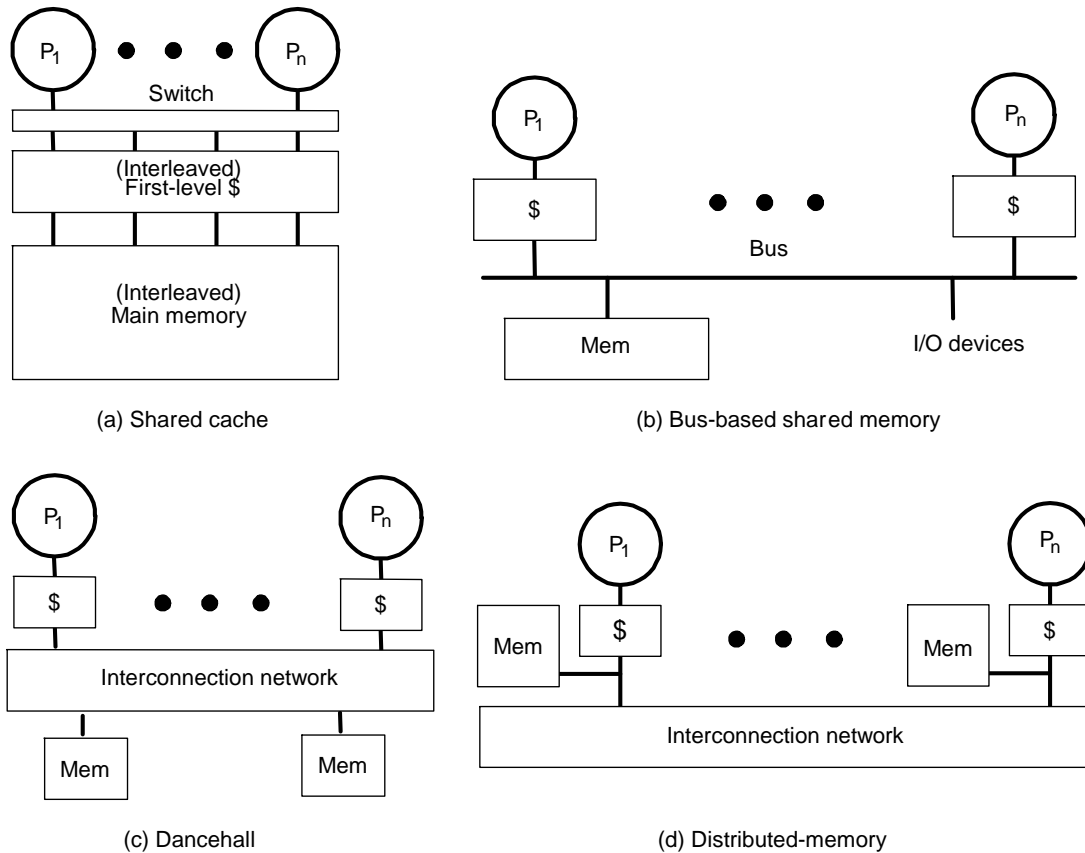 P1
Pn
Switch
(Interleaved)
First-level $
(Interleaved)
Main memory
(a) Shared cache
P1
Pn
$
$
Bus
Mem
I/O devices
(b) Bus-based shared memory
P1
Pn
$
$
Interconnection network
Mem
Mem
(c) Dancehall
P1
Pn
Mem
$
Mem
$
Interconnection network
(d) Distributed-memory